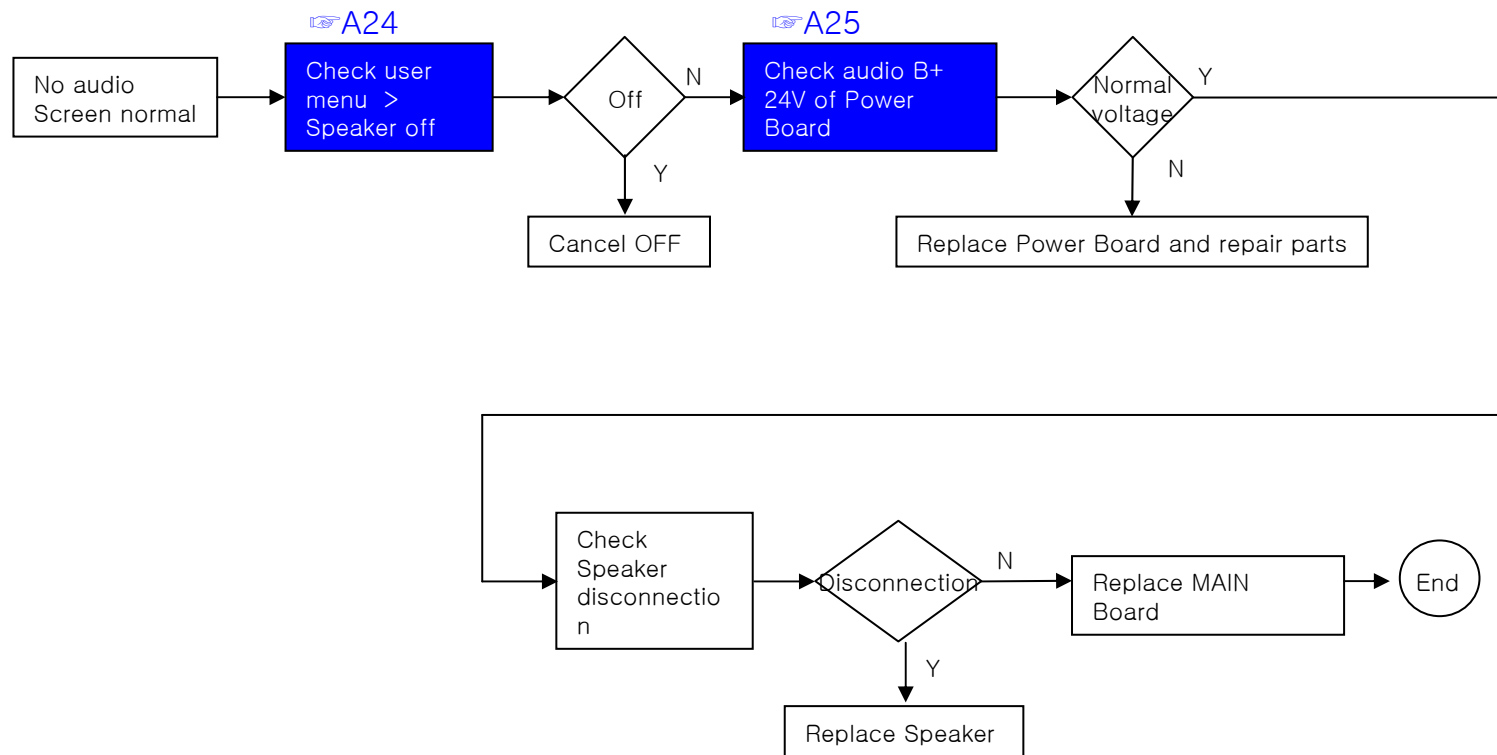 ☞A24
☞A25
No audio
Screen normal
Check user
menu >
Speaker off
Off
N
Y
Cancel OFF
Check audio B+
24V of Power
Board
Normal
voltage
Y
N
Replace Power Board and repair parts
Check
Speaker
disconnectio
n
Disconnection
N
Y
Replace Speaker
Replace MAIN
Board
End